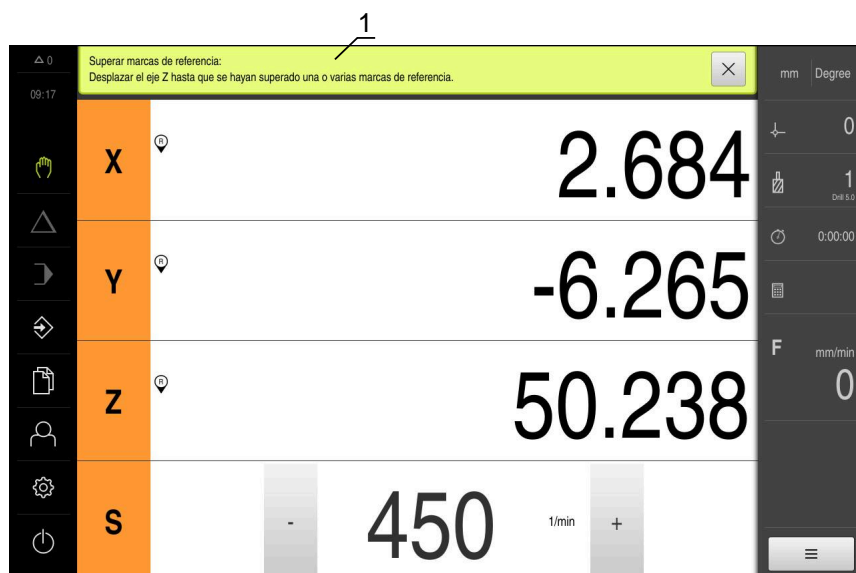 1
0
Superar marcas de referencia:
Desplazar el eje Z hasta que se hayan superado una o varias marcas de referencia.
mm Degree
09:17
X R 2.684
0
1
Drill 5.0
Y R -6.265
0:00:00
Z R 50.238
F mm/min
0
S - 450 1/min +